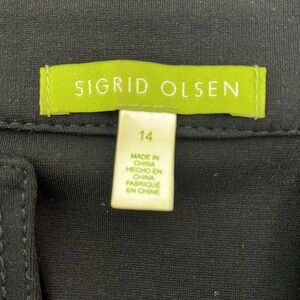 SIGRID OLSEN
14
MADE IN
CHINA
HECHO EN
CHINA
FABRIQUÉ
EN CHINE